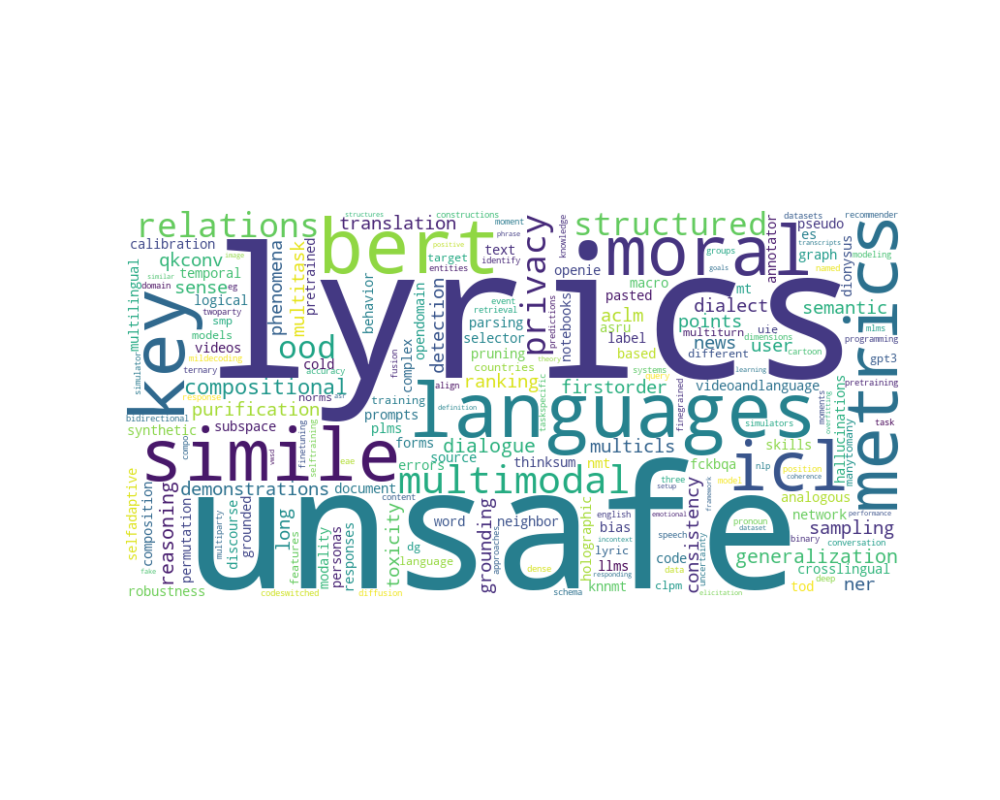 relations
translation
structures
constructions
moment
structured
datasets
recommender
pseudo
calibration
bert
text
privacy
knowledge
moral
annotator
es
modeling
qkconv
image
phenomena
multitask
pretrained
positive
target
entities
identify
groups
goals
transcripts
named
graph
dionysus
metrics
multilingual
temporal
sense
similar
eg
domain
lyrics
behavior
detection
opendomain
event
retrieval
openie
macro
mt
semantic
key
logical
twoparty
smp
models
parsing
predictions
notebooks
pasted
dialect
aclm
asru
points
multiturn
uie
dimensions
mlms
programming
simulator
videos
mildecoding
ood
fusion
complex
selector
label
news
user
different
cartoon
ternary
cold
accuracy
pruning
based
theory
systems
learning
gpt3
compositional
norms
align
countries
ranking
firstorder
videoandlanguage
pretraining
response
training
taskspecific
finegrained
moments
overfitting
task
purification
prompts
definition
languages
bidirectional
synthetic
subspace
asr
plms
source
simulators
hallucinations
manytomany
compo
simile
finetuning
selftraining
forms
dialogue
multicls
skills
vmsd
eae
errors
thinksum
nmt
fckbqa
icl
nlp
position
coherence
selfadaptive
composition
reasoning
demonstrations
document
multimodal
three
consistency
model
framework
analogous
permutation
discourse
grounded
long
content
word
grounding
neighbor
english
performance
network
sampling
unsafe
multiparty
features
modality
personas
responses
toxicity
dg
language
approaches
holographic
bias
incontext
emotional
speech
pronoun
dataset
binary
conversation
lyric
code
uncertainty
generalization
llms
data
query
crosslingual
dense
fake
robustness
codeswitched
diffusion
schema
responding
knnmt
setup
clpm
elicitation
tod
deep
ner